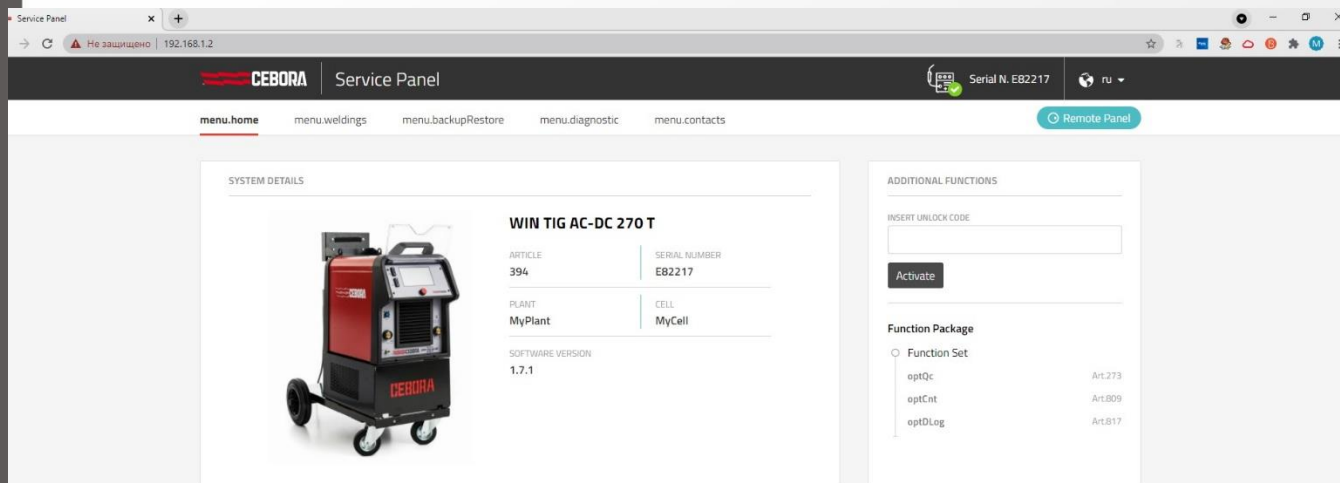 Service Panel
Не защищено 192.168.1.2
CEBORA Service Panel Serial N. E82217 ru
menu.home menu.weldings menu.backupRestore menu.diagnostic menu.contacts Remote Panel
SYSTEM DETAILS
WIN TIG AC-DC 270 T
ARTICLE SERIAL NUMBER
394 E82217
PLANT CELL
MyPlant MyCell
SOFTWARE VERSION
1.7.1
CEBORA
ADDITIONAL FUNCTIONS
INSERT UNLOCK CODE
Activate
Function Package
Function Set
optQc Art.273
optCnt Art.809
optDLog Art.817